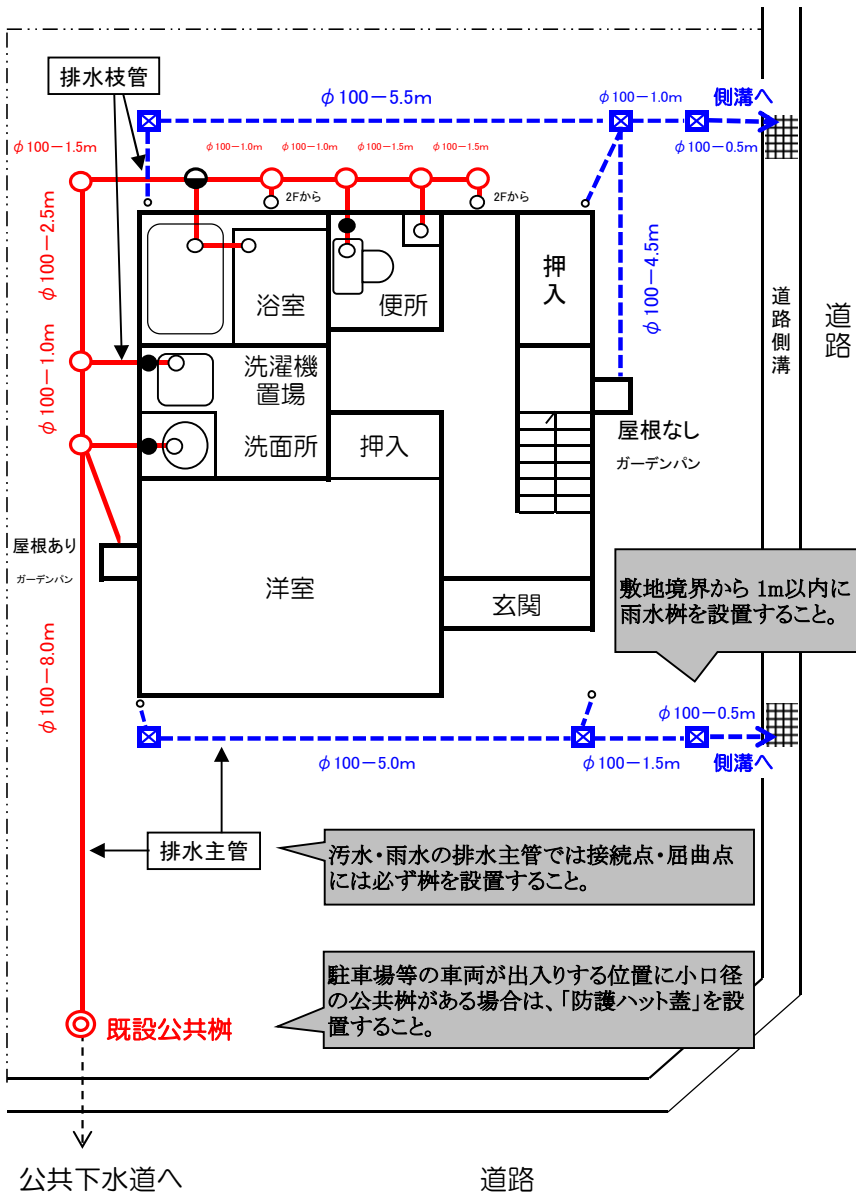 排水枝管
φ100－5.5m
φ100－1.0m
側溝へ
φ100－0.5m
φ100－1.5m
φ100－1.0m
φ100－1.0m
φ100－1.5m
φ100－1.5m
2Fから
2Fから
φ100－2.5m
φ100－4.5m
浴室
便所
押入
道路側溝
道路
φ100－1.0m
洗濯機
置場
洗面所
押入
屋根なし
ガーデンパン
屋根あり
ガーデンパン
洋室
玄関
敷地境界から 1m以内に
雨水桝を設置すること。
φ100－8.0m
φ100－0.5m
φ100－5.0m
φ100－1.5m
側溝へ
排水主管
汚水・雨水の排水主管では接続点・屈曲点
には必ず桝を設置すること。
駐車場等の車両が出入りする位置に小口径
の公共桝がある場合は、「防護ハット蓋」を設
置すること。
既設公共桝
公共下水道へ
道路